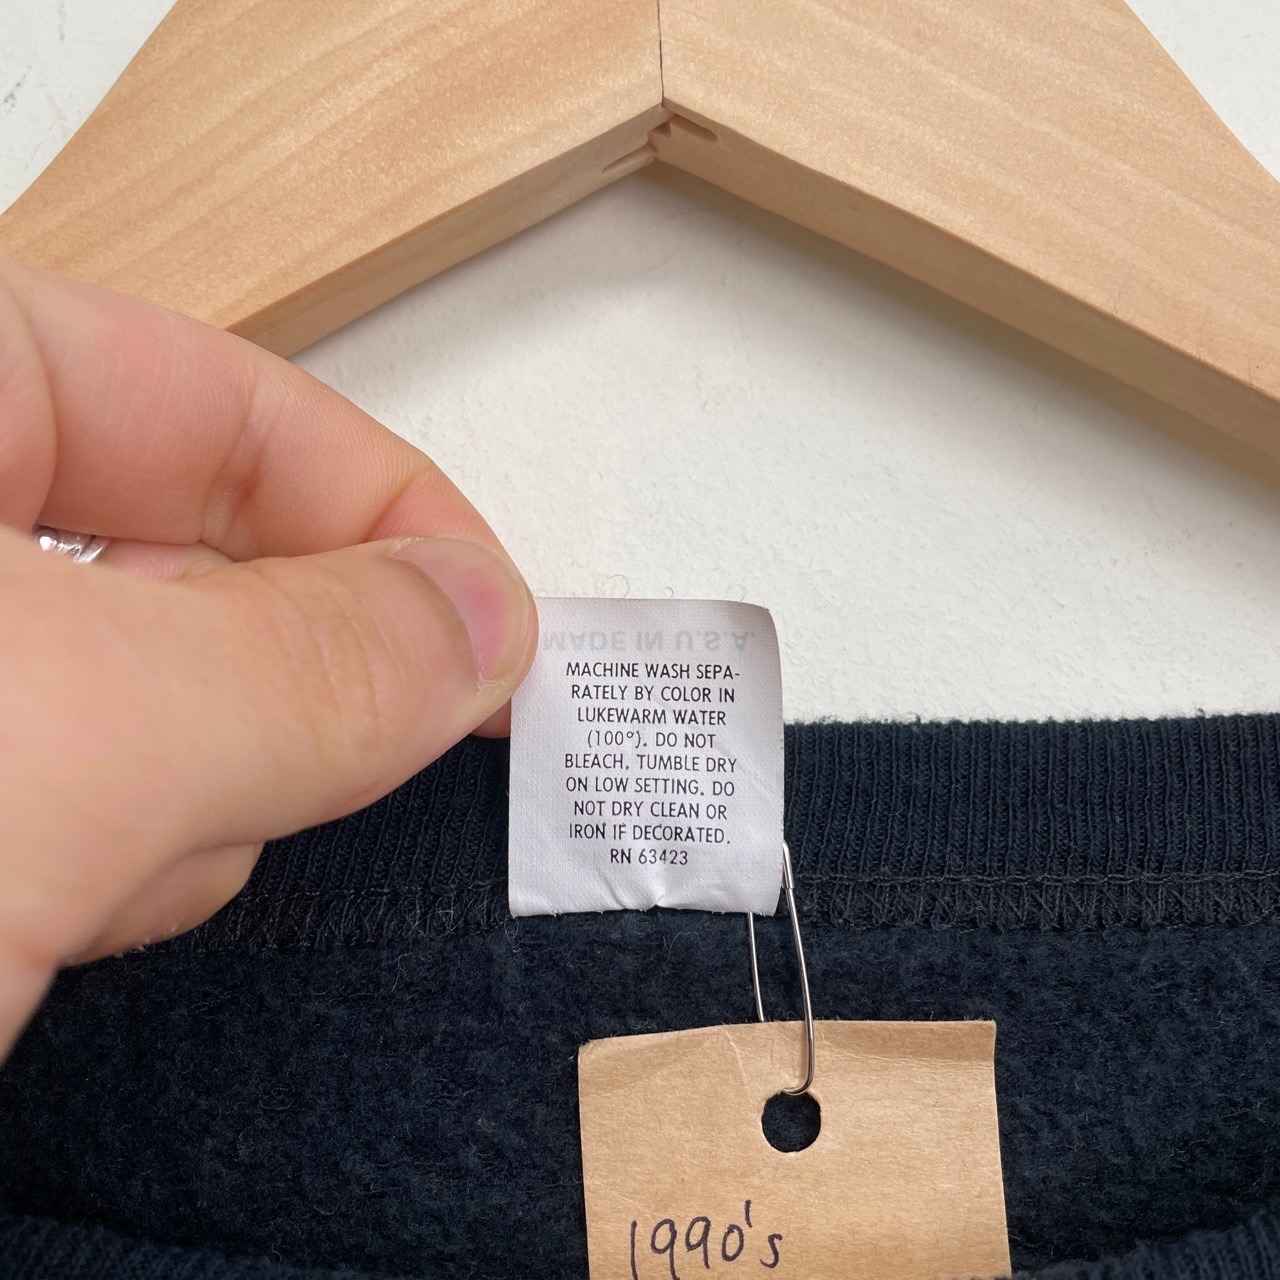 MADE IN U.S.A.
MACHINE WASH SEPA-
RATELY BY COLOR IN
LUKEWARM WATER
(100°). DO NOT
BLEACH. TUMBLE DRY
ON LOW SETTING. DO
NOT DRY CLEAN OR
IRON IF DECORATED.
RN 63423
1990's